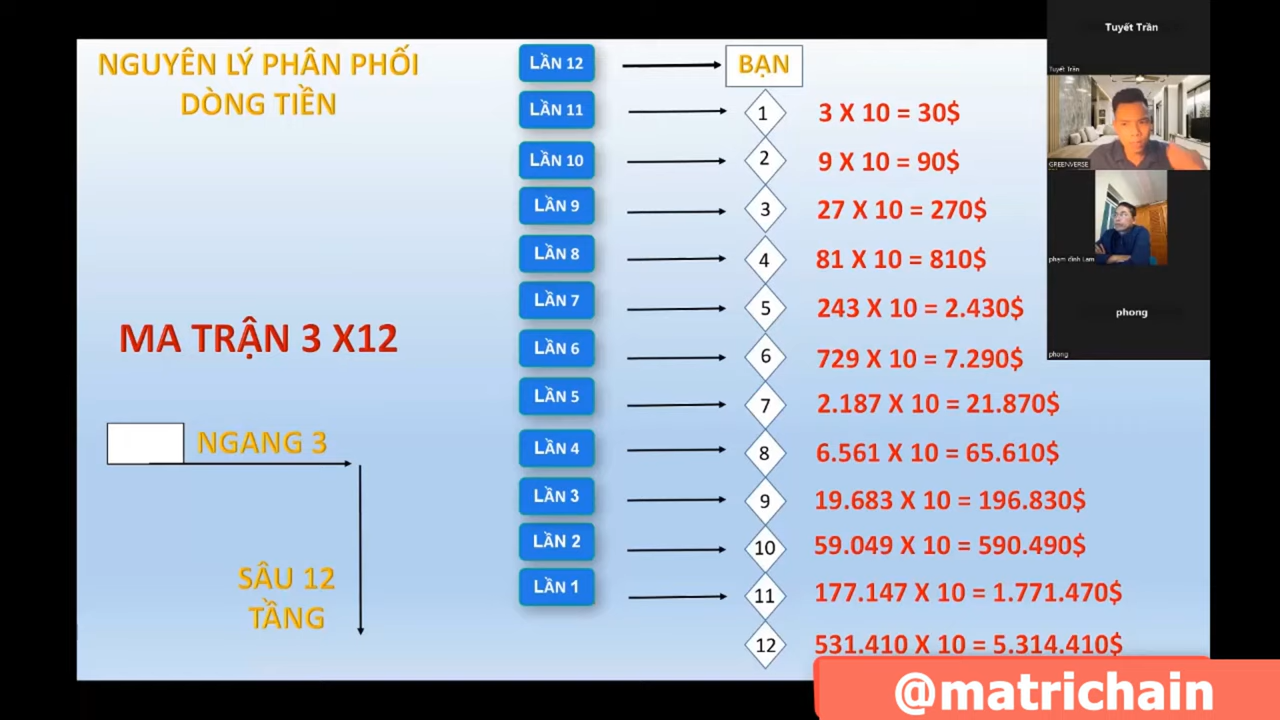 Tuyết Trần
Tuyết Trần
NGUYÊN LÝ PHÂN PHỐI
DÒNG TIỀN
LẦN 12
BẠN
LẦN 11
1
3 X 10 = 30$
LẦN 10
2
9 X 10 = 90$
GREENVERSE
LẦN 9
3
27 X 10 = 270$
LẦN 8
4
81 X 10 = 810$
phạm đình Lam
LẦN 7
5
243 X 10 = 2.430$
phong
MA TRẬN 3 X12
LẦN 6
6
729 X 10 = 7.290$
phong
LẦN 5
7
2.187 X 10 = 21.870$
NGANG 3
LẦN 4
8
6.561 X 10 = 65.610$
LẦN 3
9
19.683 X 10 = 196.830$
LẦN 2
10
59.049 X 10 = 590.490$
SÂU 12
TẦNG
LẦN 1
11
177.147 X 10 = 1.771.470$
12
531.410 X 10 = 5.314.410$
@matrichain